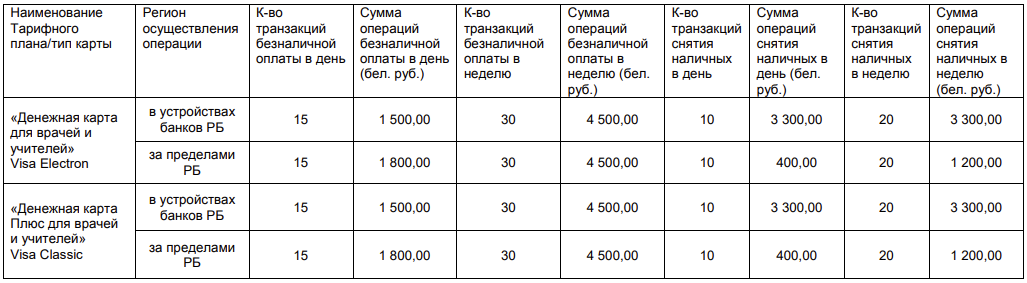 Наименование
Тарифного
плана/тип карты
Регион
осуществления
операции
К-во
транзакций
безналичной
оплаты в день
Сумма
операций
безналичной
оплаты в день
(бел. руб.)
К-во
транзакций
безналичной
оплаты в
неделю
Сумма
операций
безналичной
оплаты в
неделю (бел.
руб.)
К-во
транзакций
снятия
наличных
в день
Сумма
операций
снятия
наличных в
день (бел.
руб.)
К-во
транзакций
снятия
наличных
в неделю
Сумма
операций
снятия
наличных в
неделю
(бел. руб.)
«Денежная карта
для врачей и
учителей»
Visa Electron
в устройствах
банков РБ
15
1 500,00
30
4 500,00
10
3 300,00
20
3 300,00
за пределами
РБ
15
1 800,00
30
4 500,00
10
400,00
20
1 200,00
«Денежная карта
Плюс для врачей
и учителей»
Visa Classic
в устройствах
банков РБ
15
1 500,00
30
4 500,00
10
3 300,00
20
3 300,00
за пределами
РБ
15
1 800,00
30
4 500,00
10
400,00
20
1 200,00